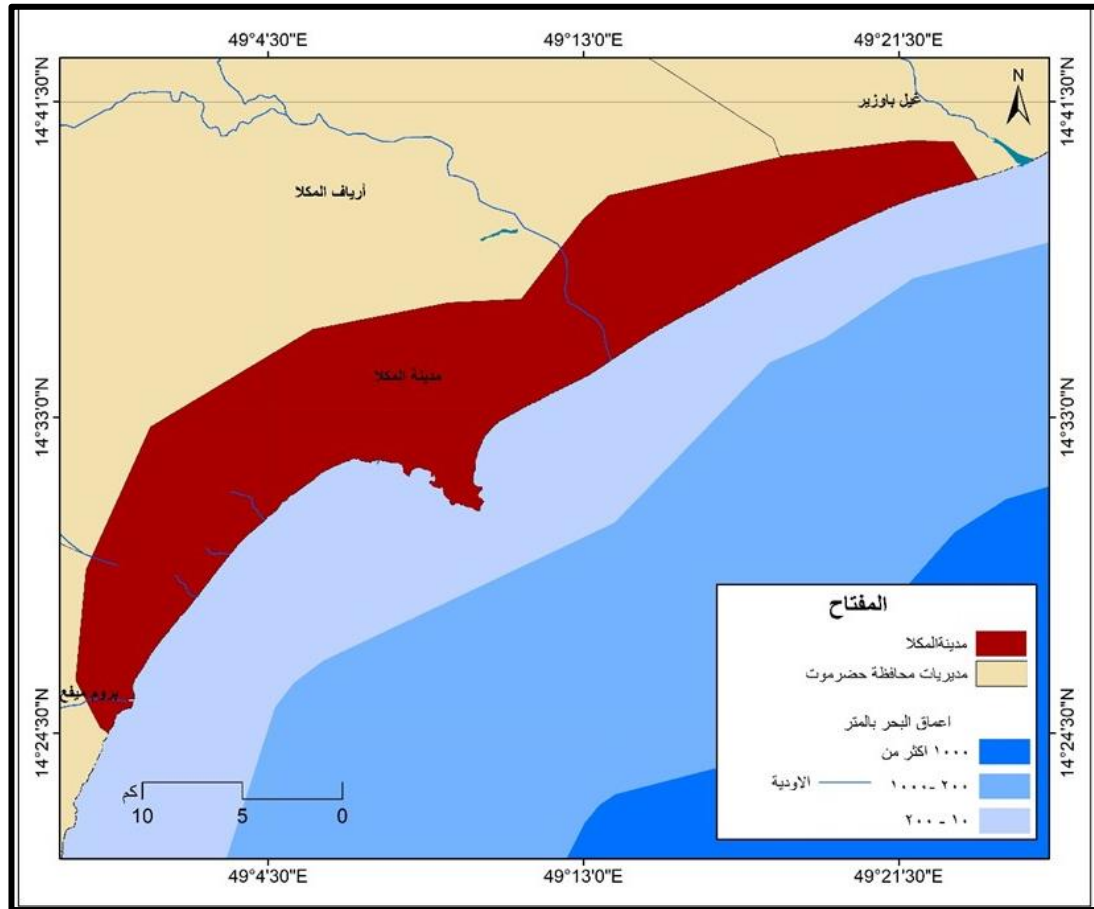 49°4'30"E
49°13'0"E
49°21'30"E
N
14°41'30"N
14°41'30"N
غيل باوزير
أرياف المكلا
مدينة المكلا
14°33'0"N
14°33'0"N
بروم ميفع
14°24'30"N
14°24'30"N
كم
10 5 0
المفتاح
مدينةالمكلا
مديريات محافظة حضرموت
اعماق البحر بالمتر
١٠٠٠ اكثر من
٢٠٠ -١٠٠٠
الاودية
١٠ - ٢٠٠
49°4'30"E
49°13'0"E
49°21'30"E